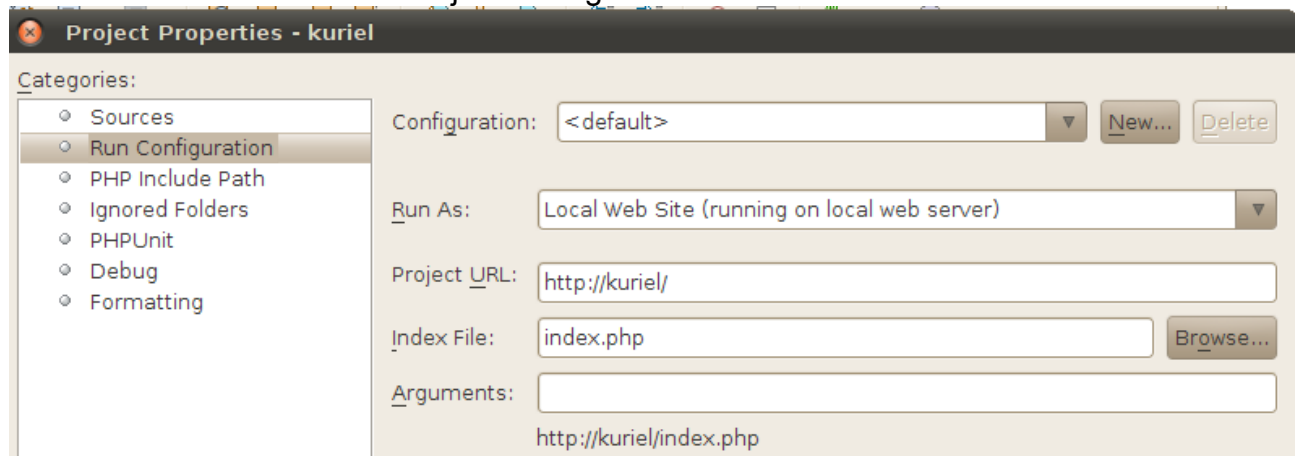 Project Properties - kuriel
Categories:
Sources
Run Configuration
PHP Include Path
Ignored Folders
PHPUnit
Debug
Formatting
Configuration: <default> New... Delete
Run As: Local Web Site (running on local web server)
Project URL: http://kuriel/
Index File: index.php Browse...
Arguments:
http://kuriel/index.php